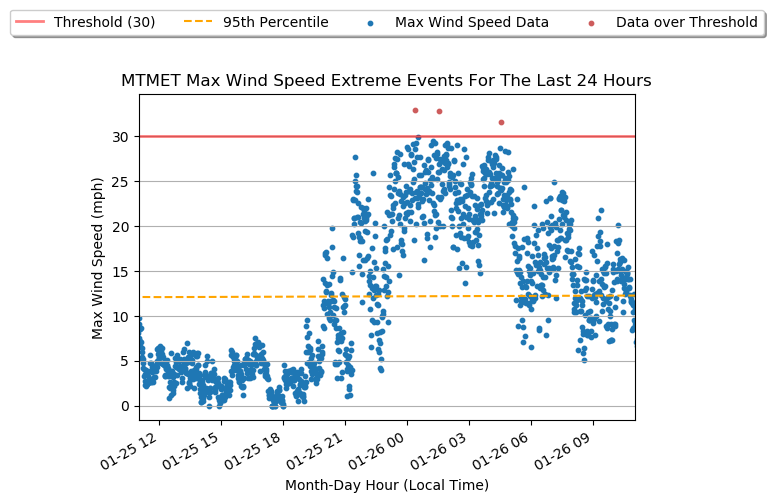 Threshold (30) 95th Percentile Max Wind Speed Data Data over Threshold
MTMET Max Wind Speed Extreme Events For The Last 24 Hours
Max Wind Speed (mph)
30
25
20
15
10
5
0
01-25 12 01-25 15 01-25 18 01-25 21 01-26 00 01-26 03 01-26 06 01-26 09
Month-Day Hour (Local Time)